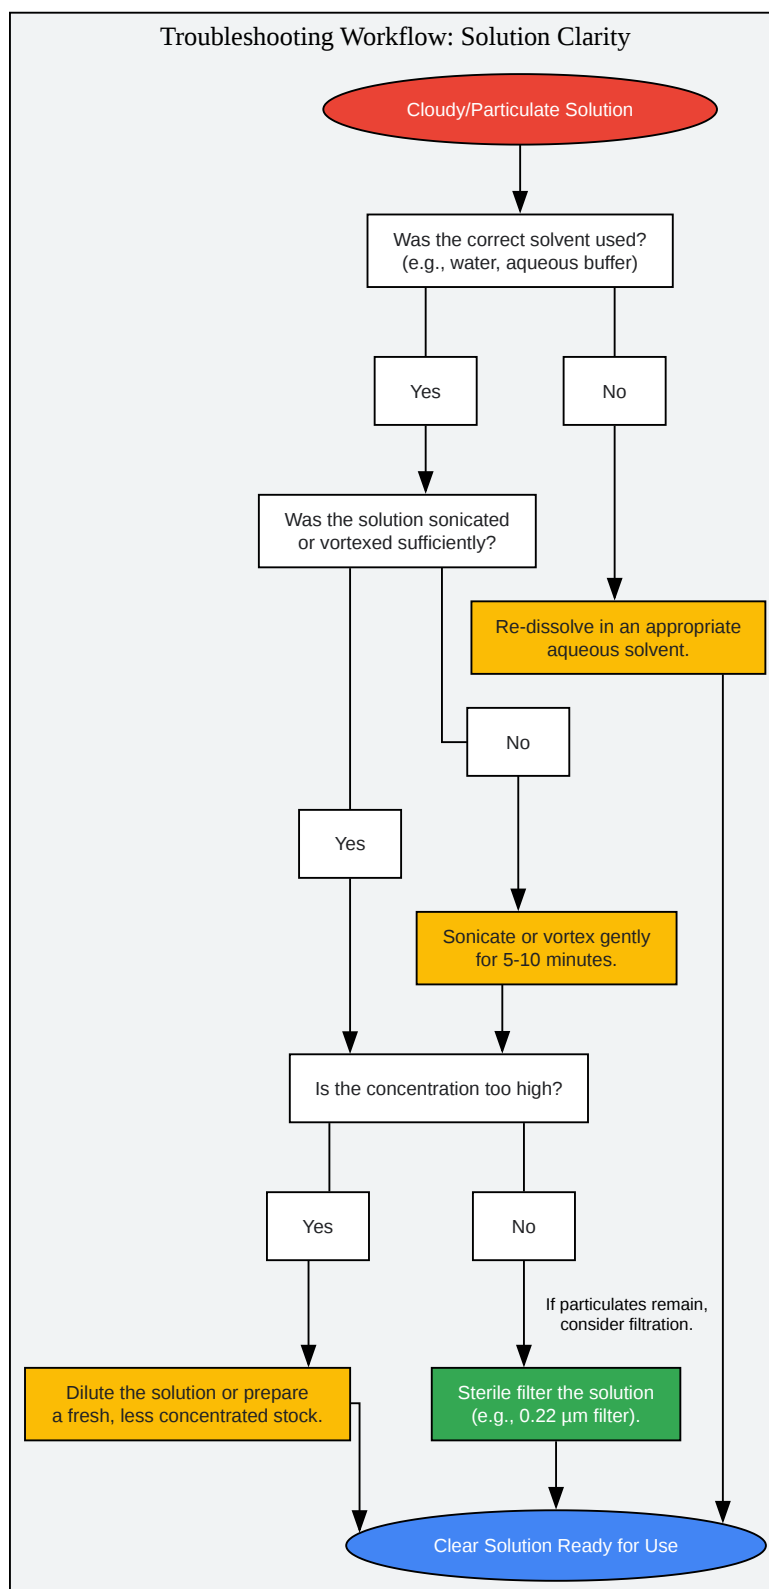 Troubleshooting Workflow: Solution Clarity
Cloudy/Particulate Solution
Was the correct solvent used?
(e.g., water, aqueous buffer)
Yes
No
Was the solution sonicated
or vortexed sufficiently?
Re-dissolve in an appropriate
aqueous solvent.
No
Yes
Sonicate or vortex gently
for 5-10 minutes.
Is the concentration too high?
Yes
No
If particulates remain,
consider filtration.
Dilute the solution or prepare
a fresh, less concentrated stock.
Sterile filter the solution
(e.g., 0.22 µm filter).
Clear Solution Ready for Use